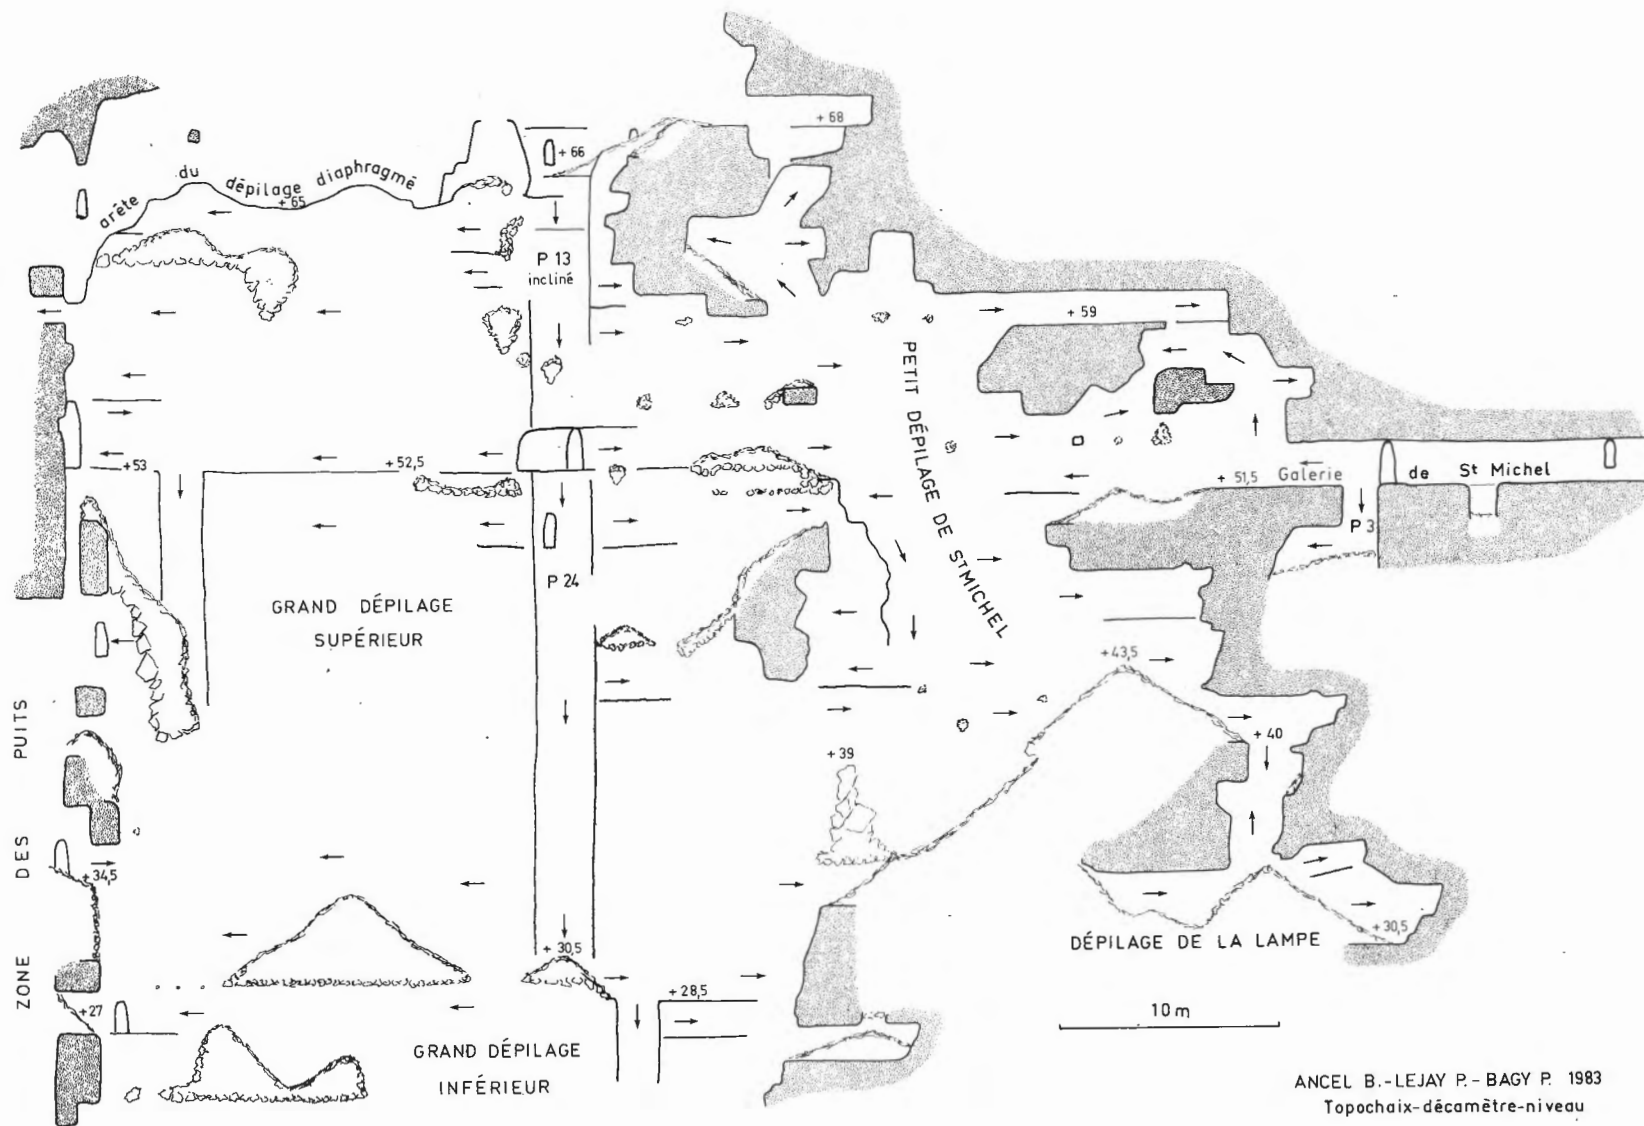 +68
+66
arête du dépilage diaphragmé
+65
P 13
incliné
+59
PETIT DÉPILAGE DE St MICHEL
+53
+52,5
+51,5 Galerie de St Michel
P 3
P 24
GRAND DÉPILAGE
SUPÉRIEUR
+43,5
+40
+39
ZONE DES PUITS
+34,5
+30,5
+30,5
DÉPILAGE DE LA LAMPE
+28,5
+27
10 m
GRAND DÉPILAGE
INFÉRIEUR
ANCEL B.-LEJAY P.-BAGY P. 1983
Topochaix-décamètre-niveau